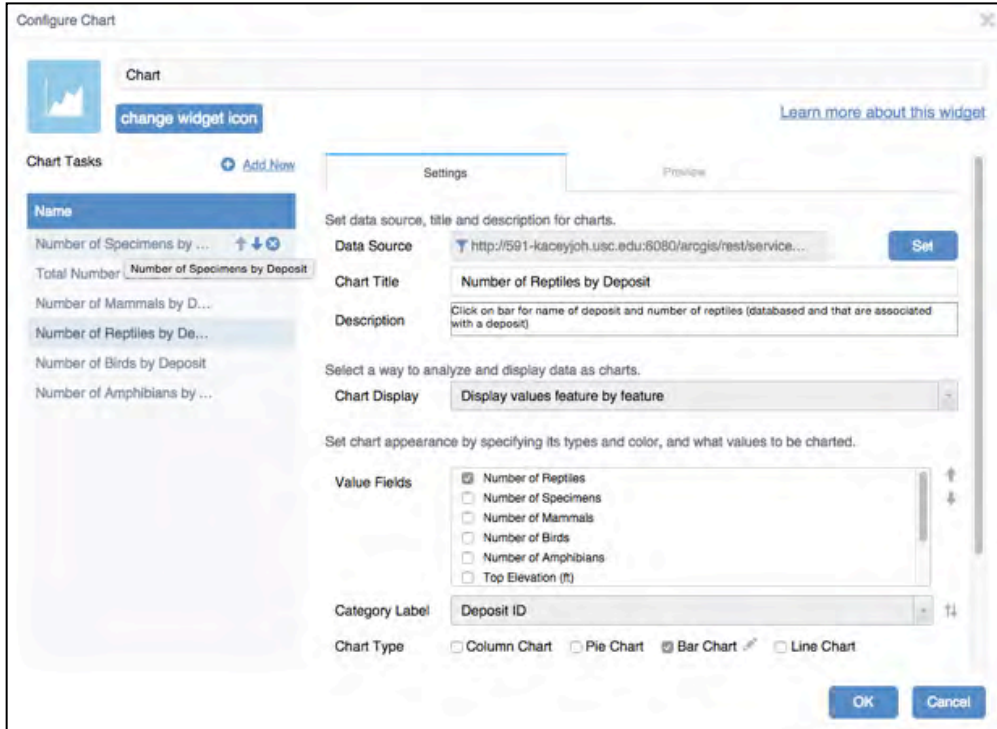 Configure Chart
Chart
change widget icon
Learn more about this widget
Chart Tasks
Add New
Name
Number of Specimens by ...
Total Number
Number of Specimens by Deposit
Number of Mammals by D...
Number of Reptiles by De...
Number of Birds by Deposit
Number of Amphibians by ...
Settings
Preview
Set data source, title and description for charts.
Data Source
http://591-kaceyjoh.usc.edu:6080/arcgis/rest/service...
Set
Chart Title
Number of Reptiles by Deposit
Description
Click on bar for name of deposit and number of reptiles (databased and that are associated
with a deposit)
Select a way to analyze and display data as charts.
Chart Display
Display values feature by feature
Set chart appearance by specifying its types and color, and what values to be charted.
Value Fields
Number of Reptiles
Number of Specimens
Number of Mammals
Number of Birds
Number of Amphibians
Top Elevation (ft)
Category Label
Deposit ID
Chart Type
Column Chart
Pie Chart
Bar Chart
Line Chart
OK
Cancel